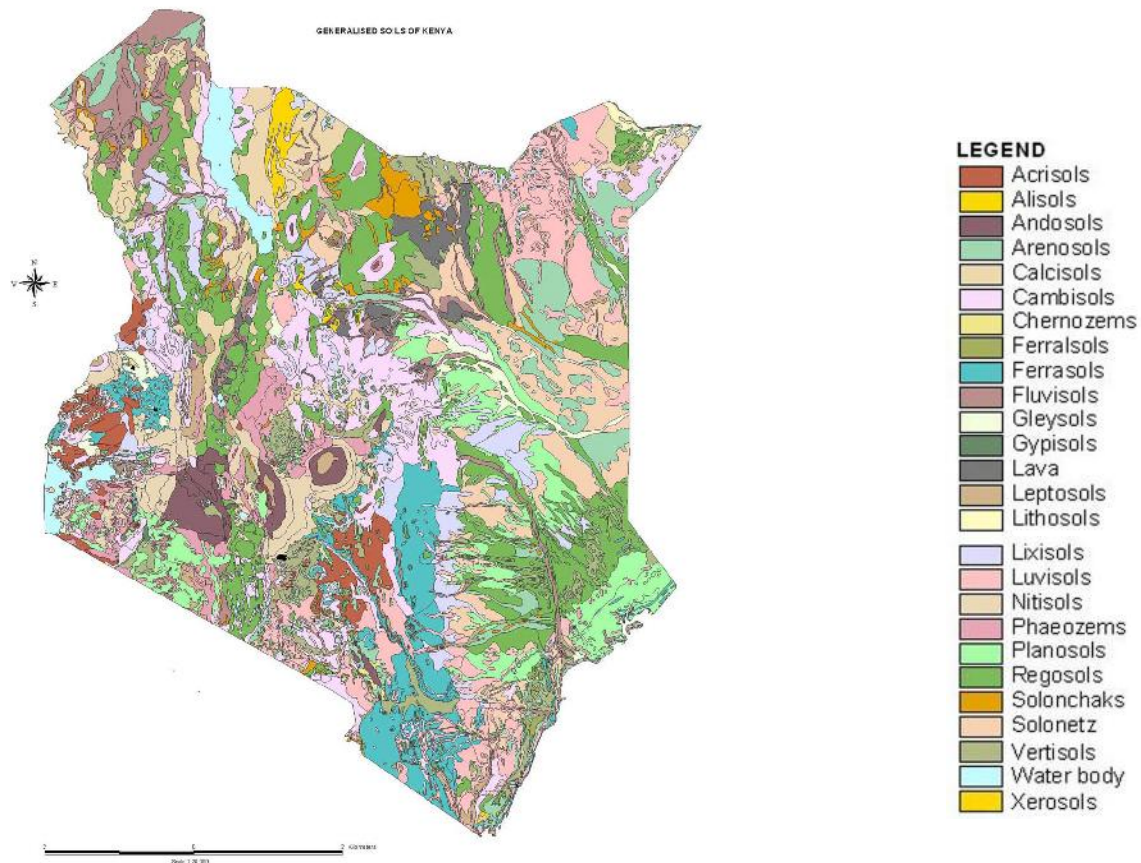 GENERALISED SOILS OF KENYA
N
V E
S
LEGEND
Acrisols
Alisols
Andosols
Arenosols
Calcisols
Cambisols
Chernozems
Ferralsols
Ferrasols
Fluvisols
Gleysols
Gypisols
Lava
Leptosols
Lithosols
Lixisols
Luvisols
Nitisols
Phaeozems
Planosols
Regosols
Solonchaks
Solonetz
Vertisols
Water body
Xerosols
Kilometers